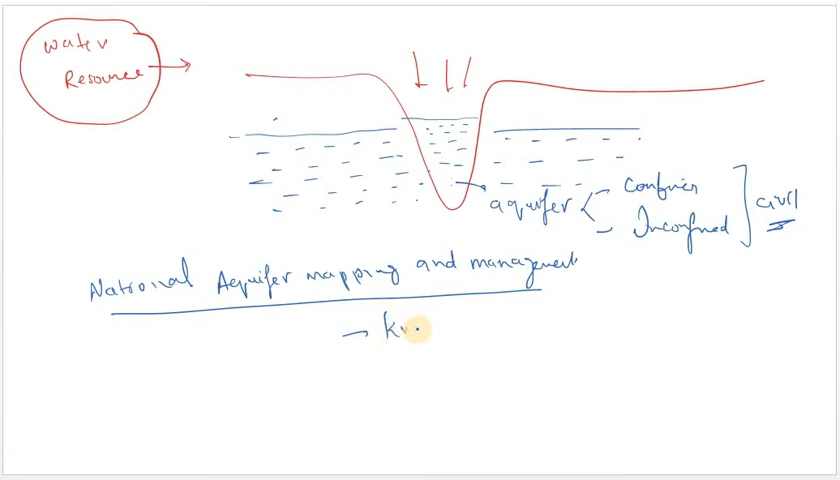 Water
Resource
aquifer
Confined
Unconfined
civil
National Aquifer mapping and management